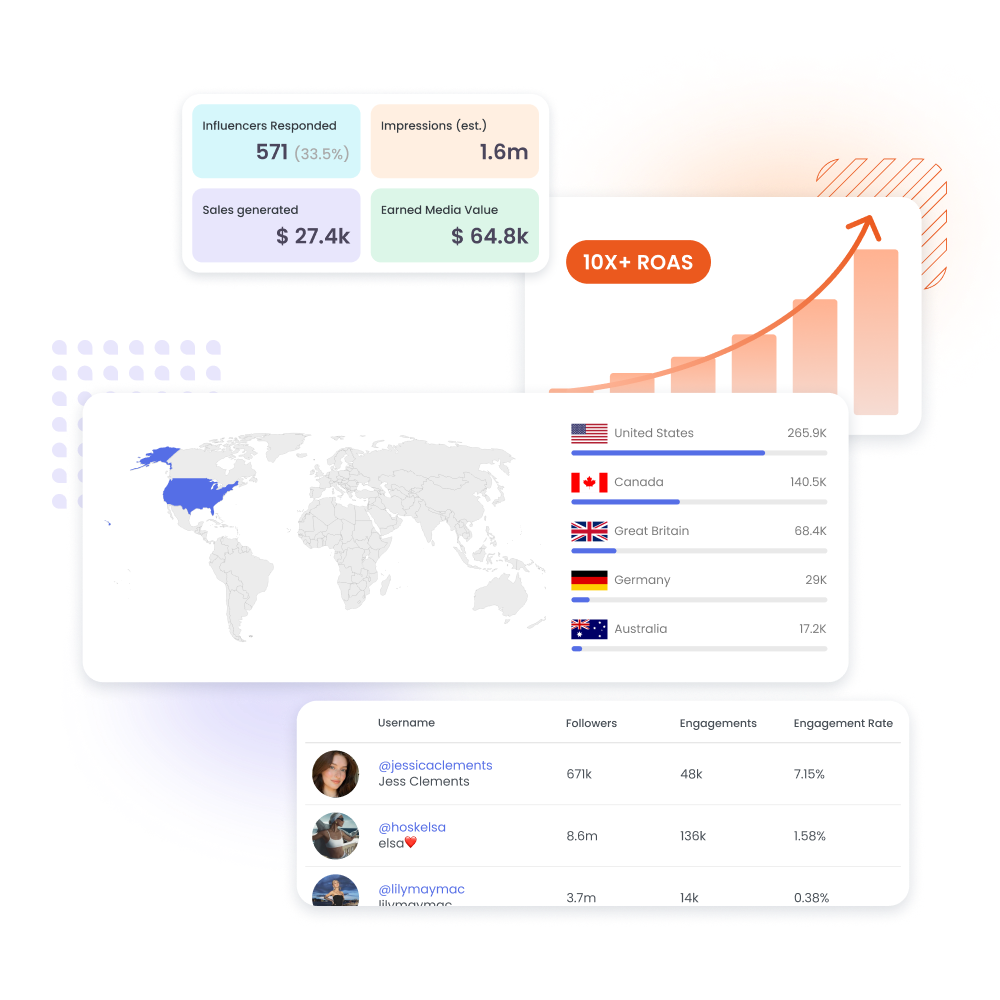 Influencers Responded
571 (33.5%)
Impressions (est.)
1.6m
Sales generated
$ 27.4k
Earned Media Value
$ 64.8k
10X+ ROAS
United States 265.9K
Canada 140.5K
Great Britain 68.4K
Germany 29K
Australia 17.2K
Username Followers Engagements Engagement Rate
@jessicaclements
Jess Clements
671k 48k 7.15%
@hoskelsa
elsa❤️
8.6m 136k 1.58%
@lilymaymac
lilymaymac
3.7m 14k 0.38%